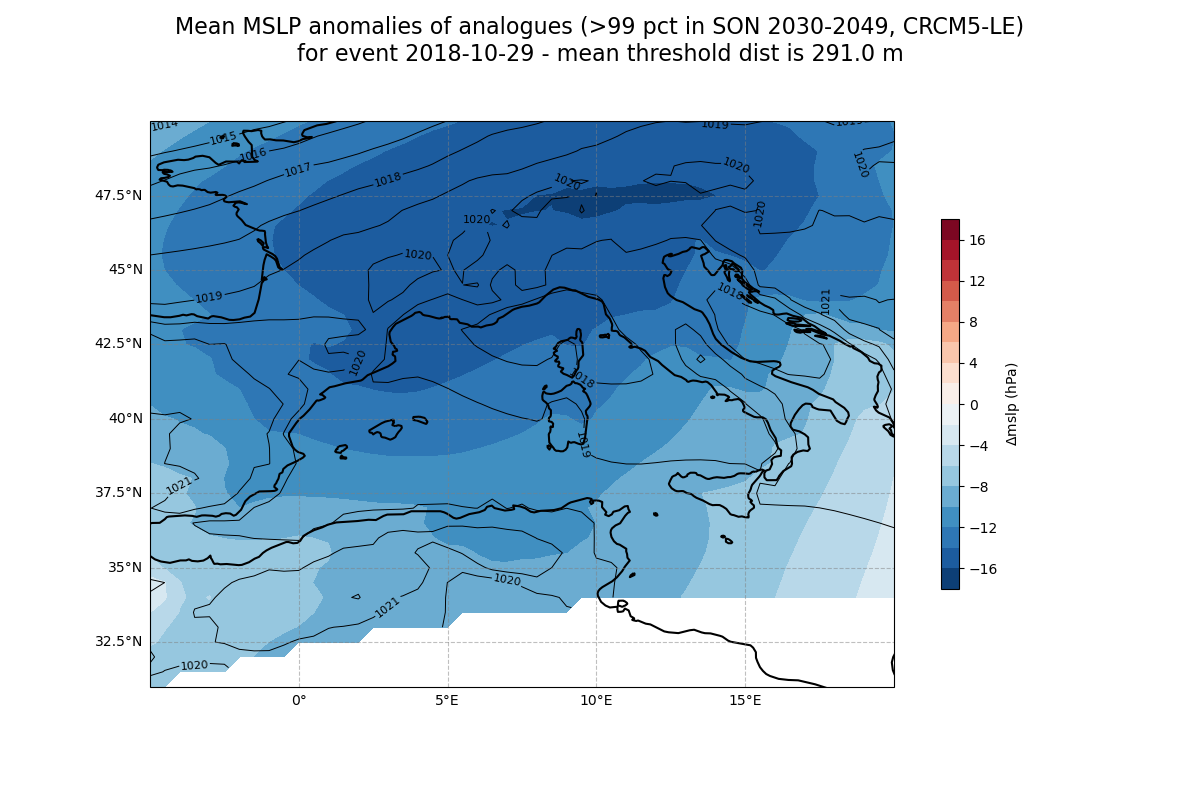 Mean MSLP anomalies of analogues (>99 pct in SON 2030-2049, CRCM5-LE)
for event 2018-10-29 - mean threshold dist is 291.0 m
1014
1015
1016
1017
1018
1019
1019
1020
1020
1020
1020
1020
1020
1019
1018
1021
1020
1018
1019
1021
1020
1021
1020
47.5°N
45°N
42.5°N
40°N
37.5°N
35°N
32.5°N
0°
5°E
10°E
15°E
16
12
8
4
0
−4
−8
−12
−16
Δmslp (hPa)